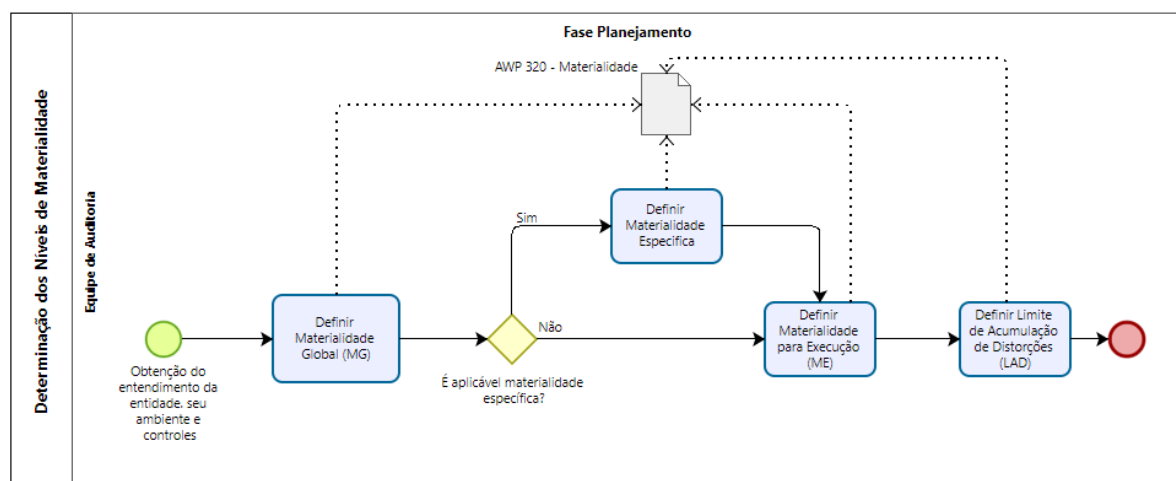 Determinação dos Níveis de Materialidade
Equipe de Auditoria
Fase Planejamento
AWP 320 - Materialidade
Sim
Definir
Materialidade
Especifica
Definir
Materialidade
Global (MG)
Não
Definir
Materialidade
para Execução
(ME)
Definir Limite
de Acumulação
de Distorções
(LAD)
Obtenção do
entendimento da
entidade. seu
ambiente e
controles
É aplicável materialidade
específica?